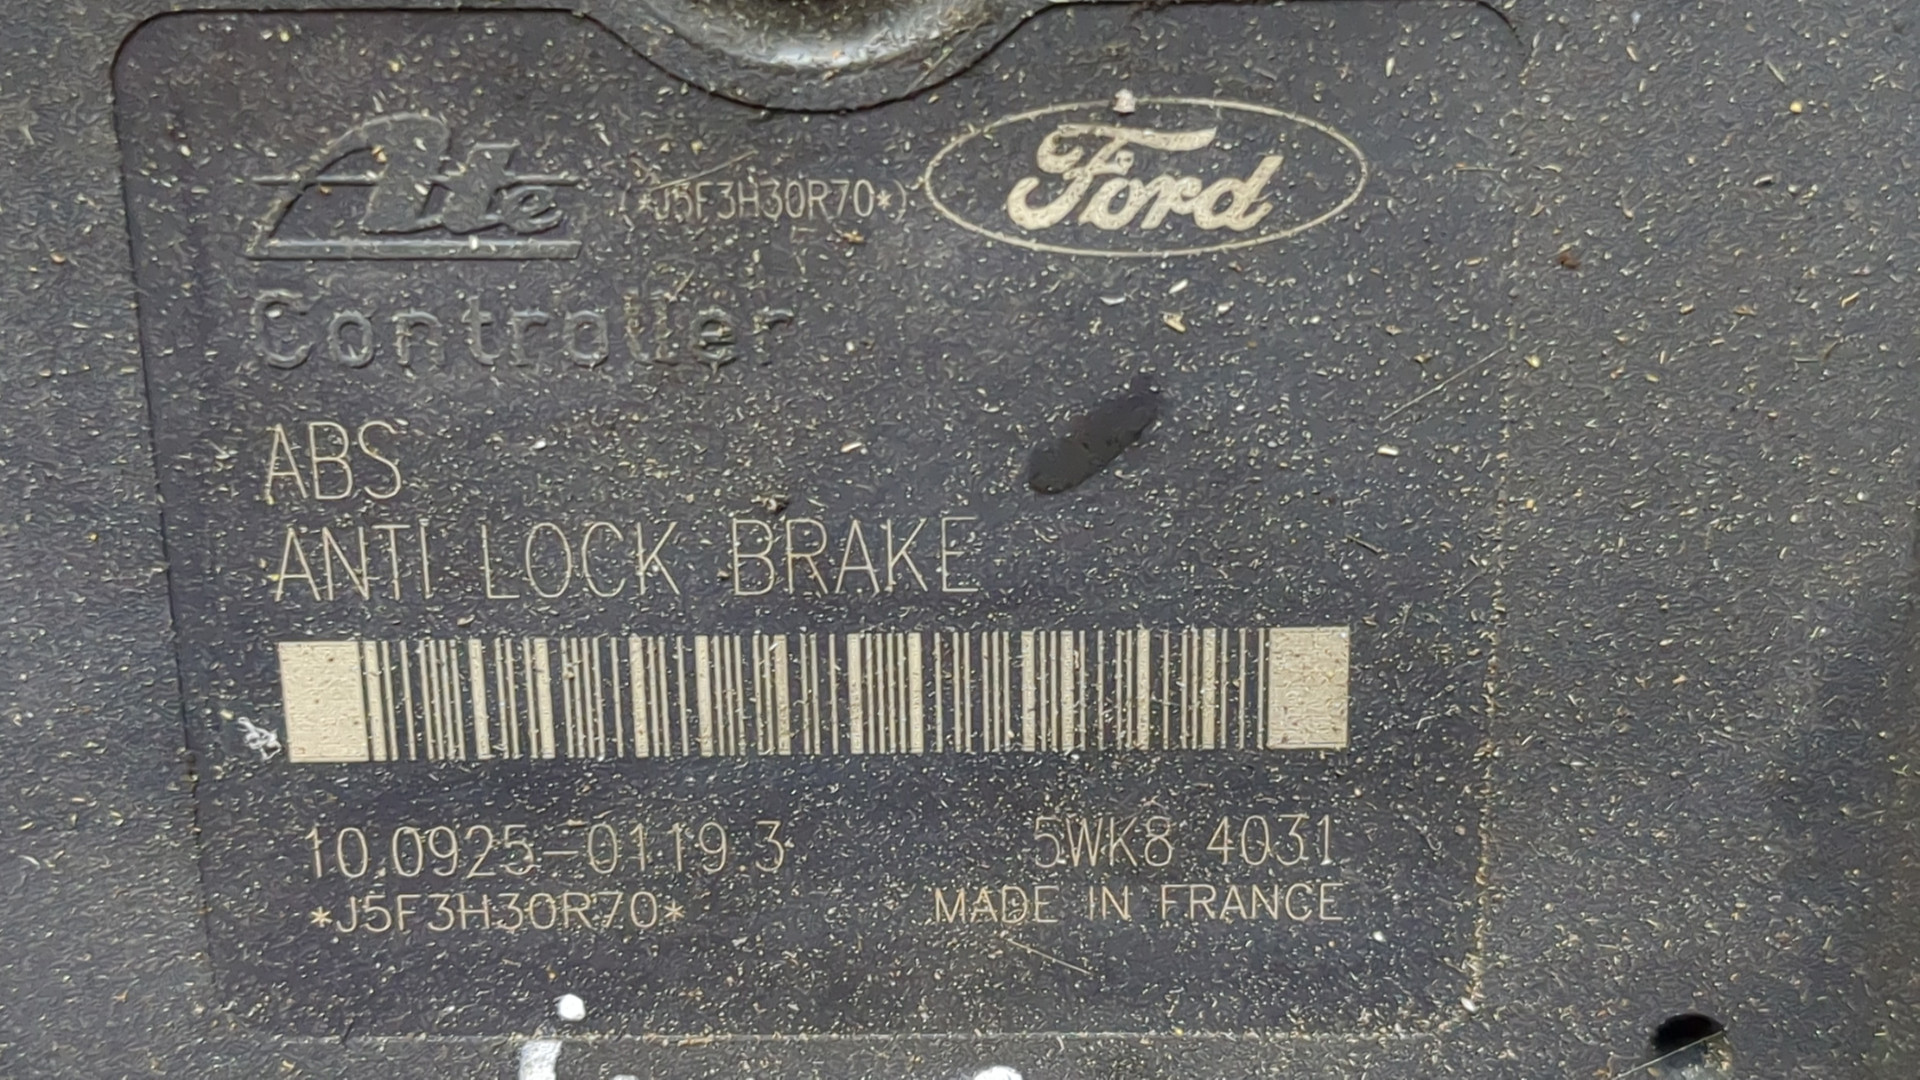 Ate (*J5F3H30R70*) Ford
Controller
ABS
ANTI LOCK BRAKE
10.0925-0119.3 5WK8 4031
*J5F3H30R70* MADE IN FRANCE